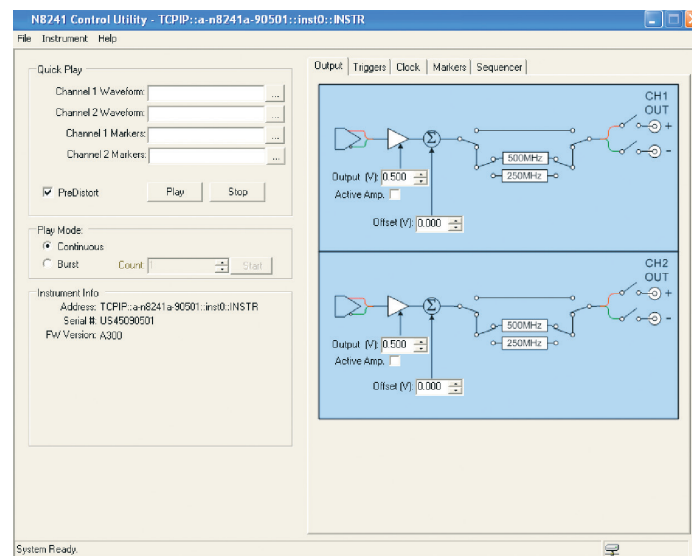 N8241 Control Utility - TCPIP::a-n8241a-90501::inst0::INSTR
File Instrument Help
Quick Play
Channel 1 Waveform:
...
Channel 2 Waveform:
...
Channel 1 Markers:
...
Channel 2 Markers:
...
PreDistort
Play
Stop
Play Mode:
Continuous
Burst
Count
1
Start
Instrument Info
Address: TCPIP::a-n8241a-90501::inst0::INSTR
Serial #: US45090501
FW Version: A300
Output
Triggers
Clock
Markers
Sequencer
CH1
OUT
+
-
Σ
500MHz
250MHz
Output (V): 0.500
Active Amp.
Offset (V): 0.000
CH2
OUT
+
-
Σ
500MHz
250MHz
Output (V): 0.500
Active Amp.
Offset (V): 0.000
System Ready.